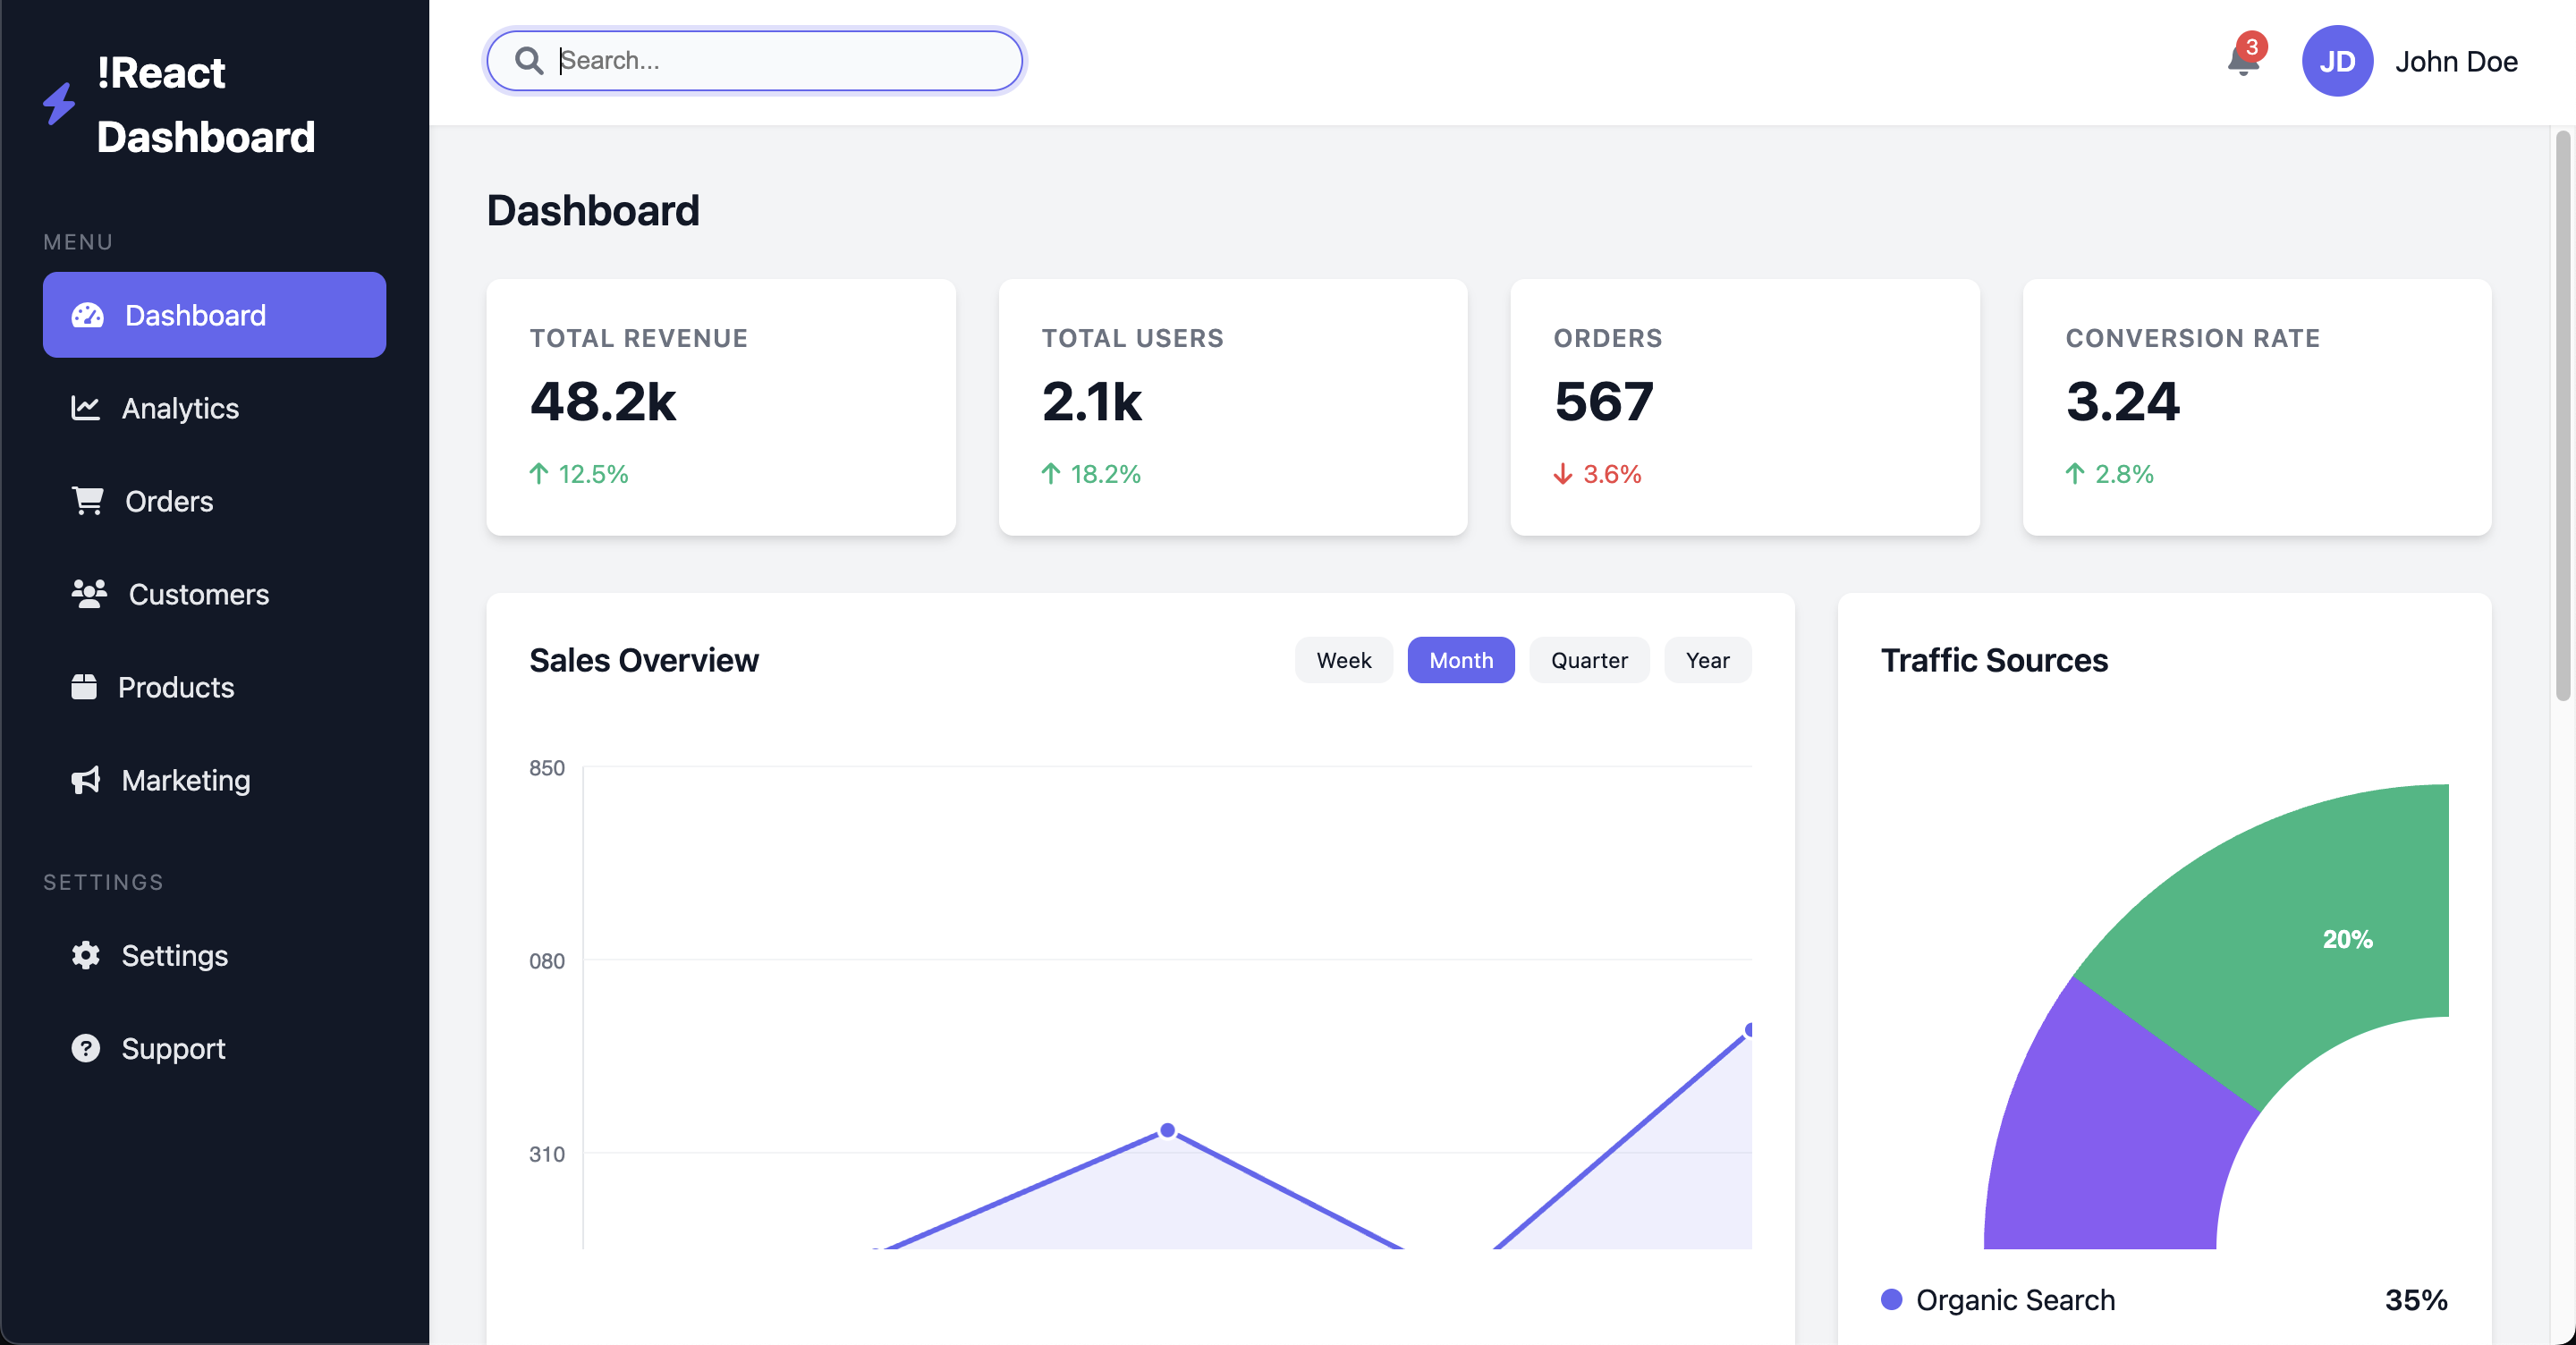 !React
Dashboard
MENU
Dashboard
Analytics
Orders
Customers
Products
Marketing
SETTINGS
Settings
Support
Search...
3
JD
John Doe
Dashboard
TOTAL REVENUE
48.2k
12.5%
TOTAL USERS
2.1k
18.2%
ORDERS
567
3.6%
CONVERSION RATE
3.24
2.8%
Sales Overview
Week
Month
Quarter
Year
850
080
310
Traffic Sources
20%
Organic Search 35%